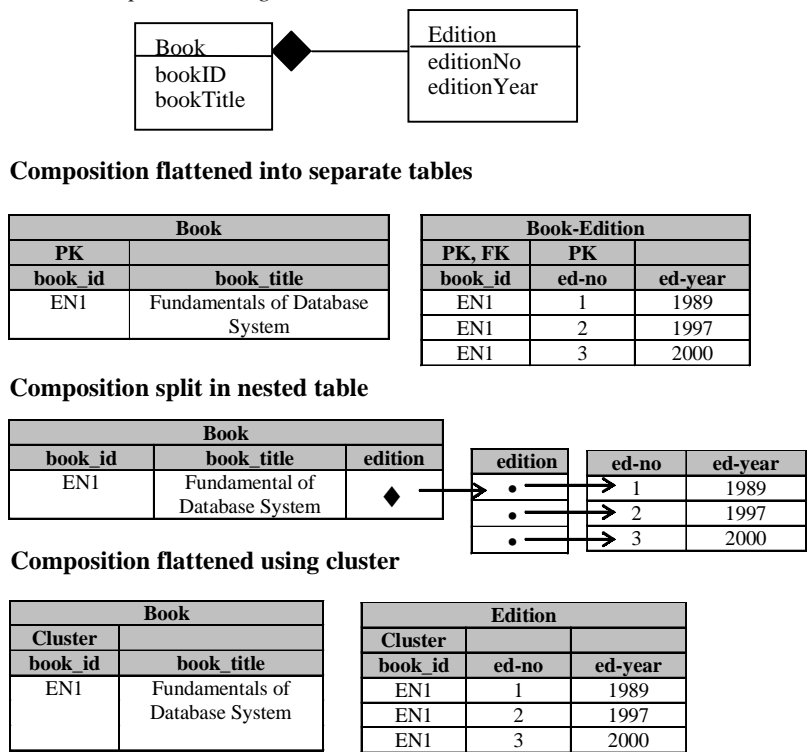 Book
bookID
bookTitle
Edition
editionNo
editionYear
Composition flattened into separate tables
Book
PK
book_id book_title
EN1 Fundamentals of Database
System
Book-Edition
PK, FK PK
book_id ed-no ed-year
EN1 1 1989
EN1 2 1997
EN1 3 2000
Composition split in nested table
Book
book_id book_title edition
EN1 Fundamental of
Database System
edition
ed-no ed-year
1 1989
2 1997
3 2000
Composition flattened using cluster
Book
Cluster
book_id book_title
EN1 Fundamentals of
Database System
Edition
Cluster
book_id ed-no ed-year
EN1 1 1989
EN1 2 1997
EN1 3 2000